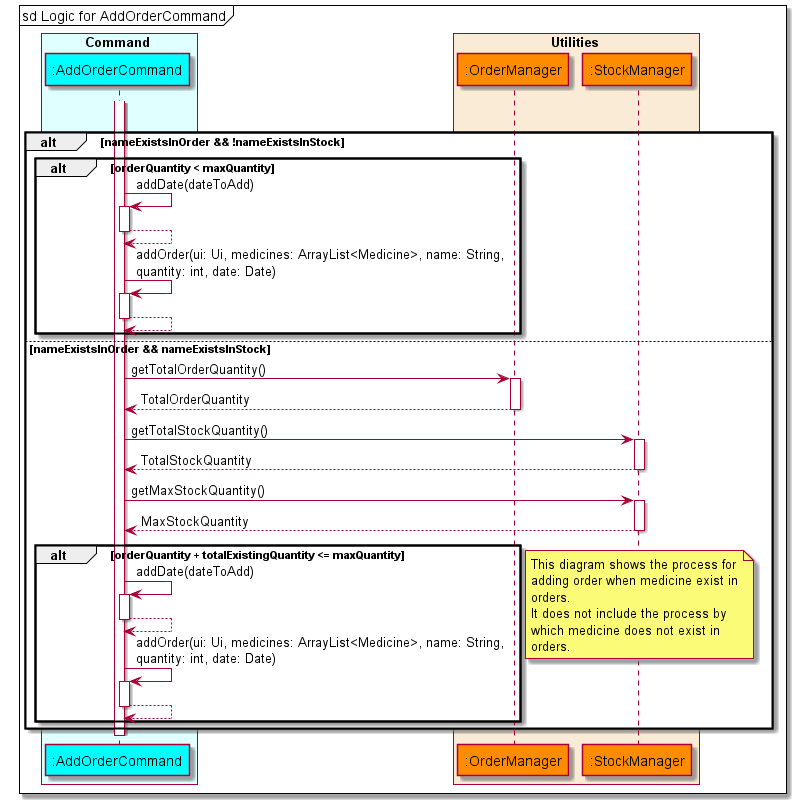 sd Logic for AddOrderCommand
Command
Utilities
:AddOrderCommand
:OrderManager
:StockManager
alt
[nameExistsInOrder && !nameExistsInStock]
alt
[orderQuantity < maxQuantity]
addDate(dateToAdd)
addOrder(ui: Ui, medicines: ArrayList<Medicine>, name: String,
quantity: int, date: Date)
[nameExistsInOrder && nameExistsInStock]
getTotalOrderQuantity()
TotalOrderQuantity
getTotalStockQuantity()
TotalStockQuantity
getMaxStockQuantity()
MaxStockQuantity
alt
[orderQuantity + totalExistingQuantity <= maxQuantity]
addDate(dateToAdd)
addOrder(ui: Ui, medicines: ArrayList<Medicine>, name: String,
quantity: int, date: Date)
This diagram shows the process for
adding order when medicine exist in
orders.
It does not include the process by
which medicine does not exist in
orders.
:AddOrderCommand
:OrderManager
:StockManager